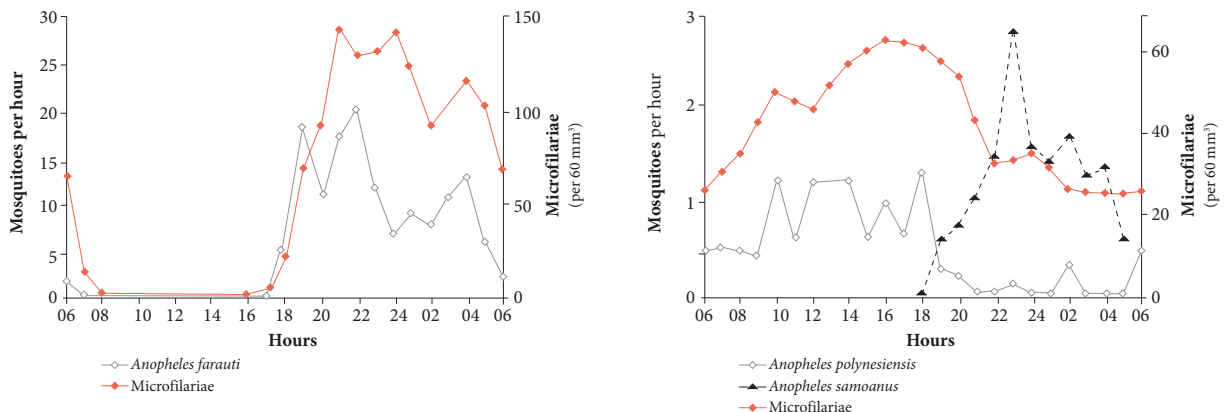 Mosquitoes per hour
30
25
20
15
10
5
0
150
100
50
0
Microfilariae
(per 60 mm³)
06 08 10 12 14 16 18 20 22 24 02 04 06
Hours
Anopheles farauti
Microfilariae
Mosquitoes per hour
3
2
1
0
60
40
20
0
Microfilariae
(per 60 mm³)
06 08 10 12 14 16 18 20 22 24 02 04 06
Hours
Anopheles polynesiensis
Anopheles samoanus
Microfilariae